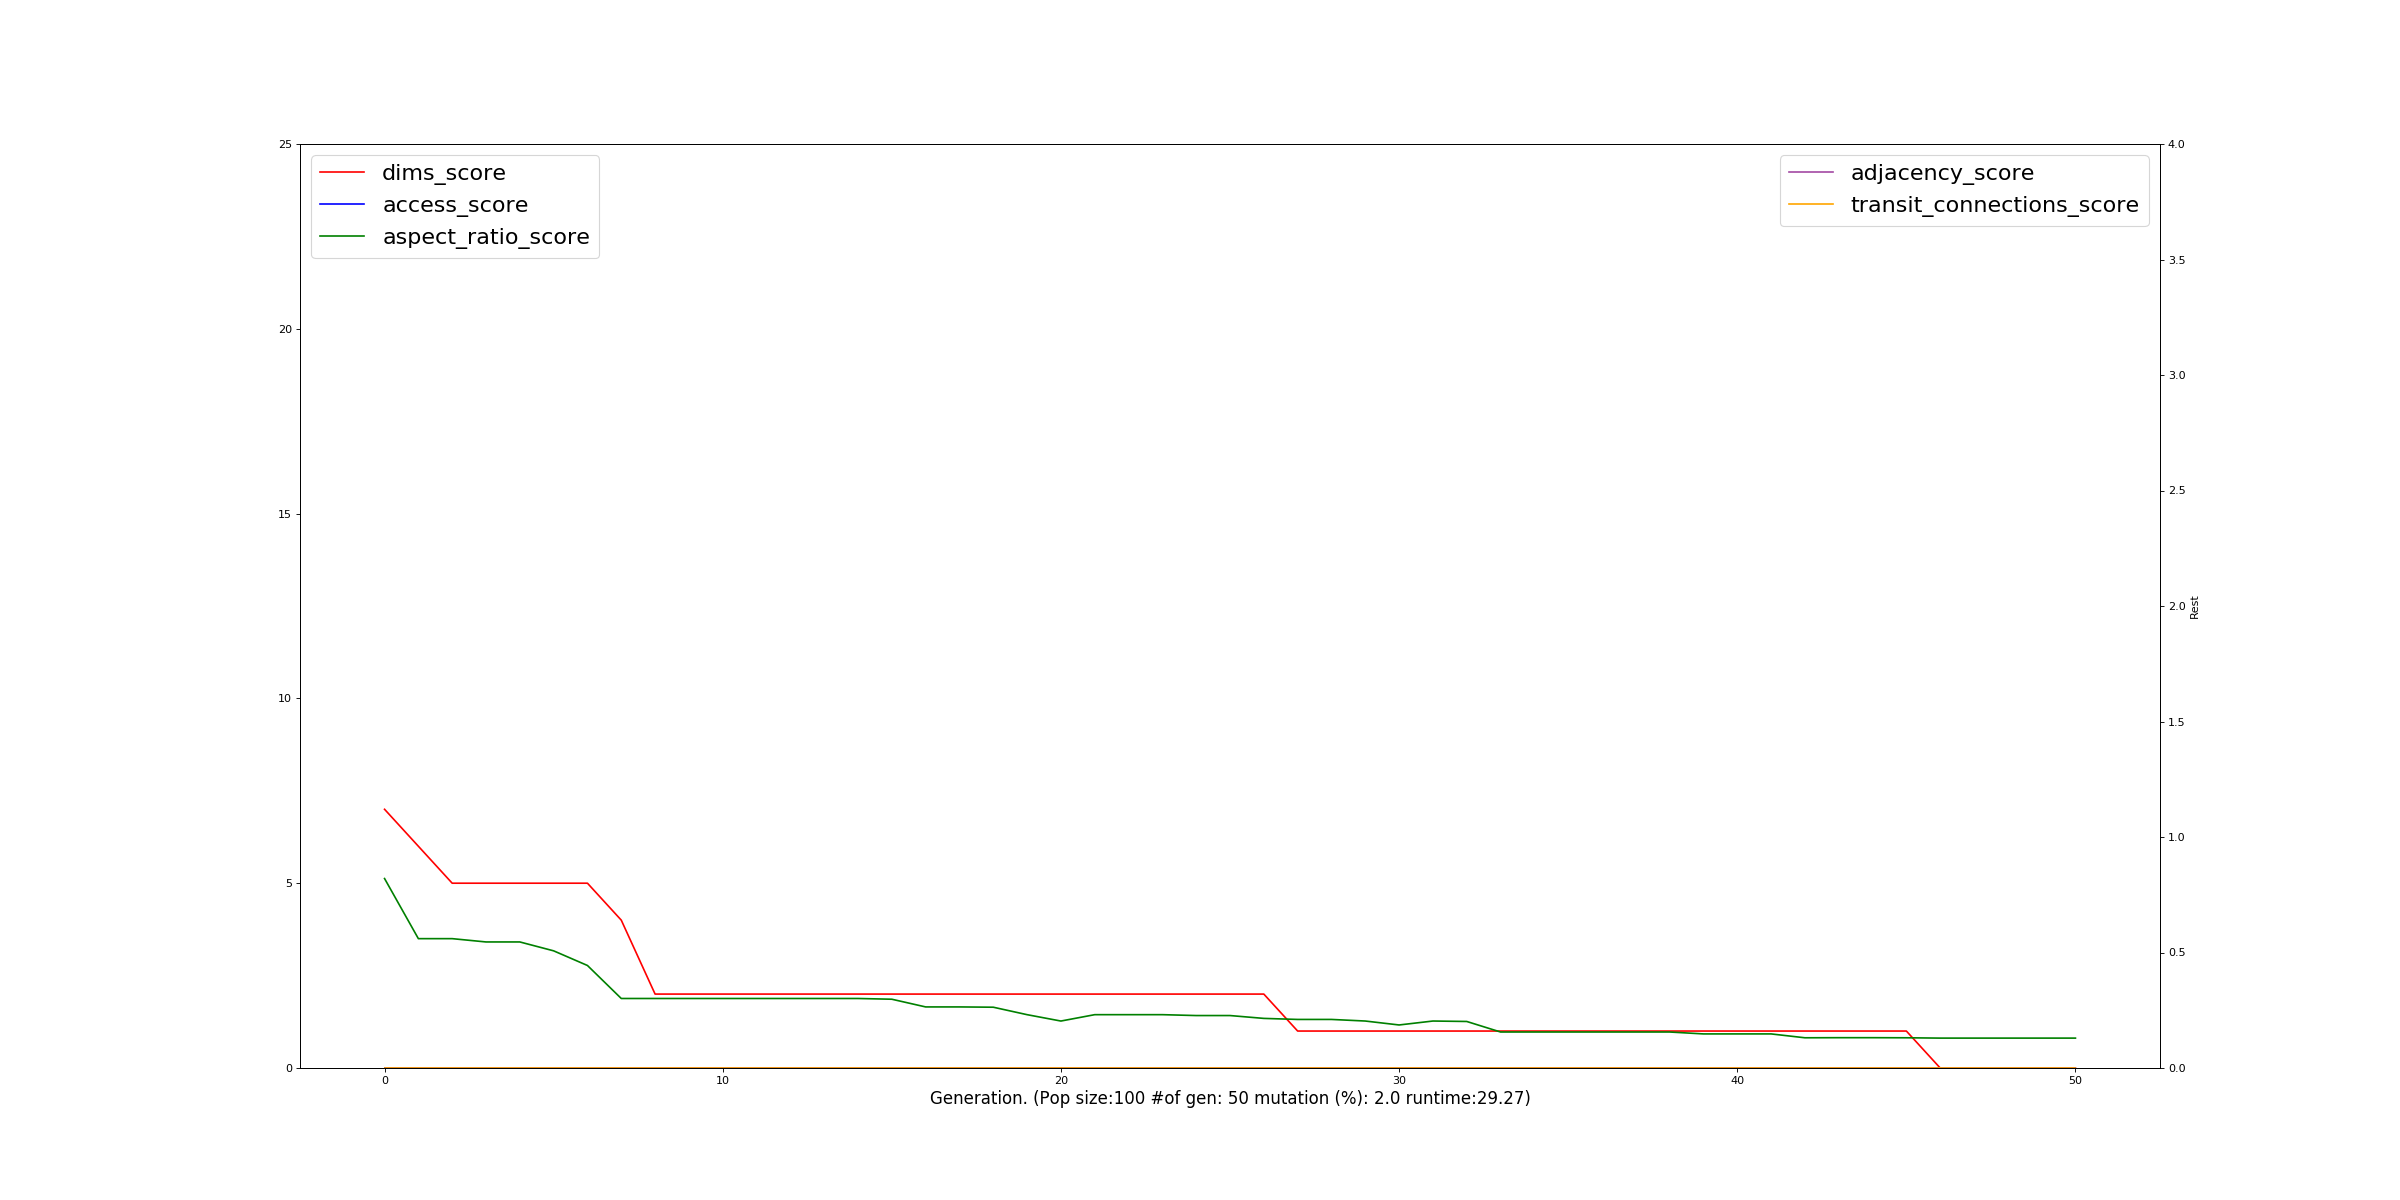 25
20
15
10
5
0
dims_score
access_score
aspect_ratio_score
adjacency_score
transit_connections_score
4.0
3.5
3.0
2.5
2.0
1.5
1.0
0.5
0.0
Rest
0 10 20 30 40 50
Generation. (Pop size:100 #of gen: 50 mutation (%): 2.0 runtime:29.27)